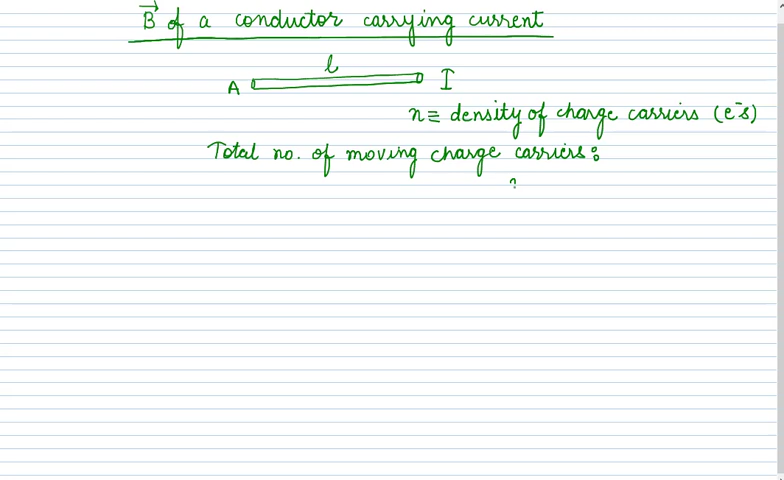 B⃗ of a conductor carrying current
l
A I
n ≡ density of charge carriers (e⁻s)
Total no. of moving charge carriers: